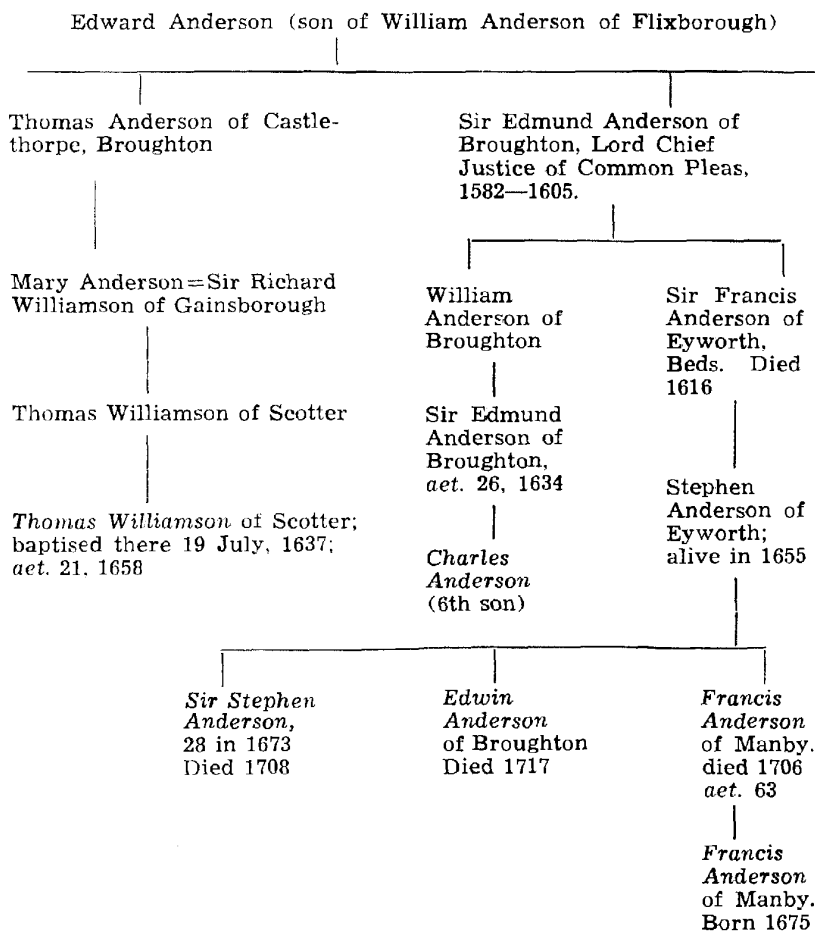 Edward Anderson (son of William Anderson of Flixborough)
Thomas Anderson of Castle-
thorpe, Broughton
Sir Edmund Anderson of
Broughton, Lord Chief
Justice of Common Pleas,
1582—1605.
Mary Anderson=Sir Richard
Williamson of Gainsborough
William
Anderson of
Broughton
Sir Francis
Anderson of
Eyworth,
Beds. Died
1616
Thomas Williamson of Scotter
Sir Edmund
Anderson of
Broughton,
aet. 26, 1634
Stephen
Anderson of
Eyworth;
alive in 1655
Thomas Williamson of Scotter;
baptised there 19 July, 1637;
aet. 21, 1658
Charles
Anderson
(6th son)
Sir Stephen
Anderson,
28 in 1673
Died 1708
Edwin
Anderson
of Broughton
Died 1717
Francis
Anderson
of Manby.
died 1706
aet. 63
Francis
Anderson
of Manby.
Born 1675